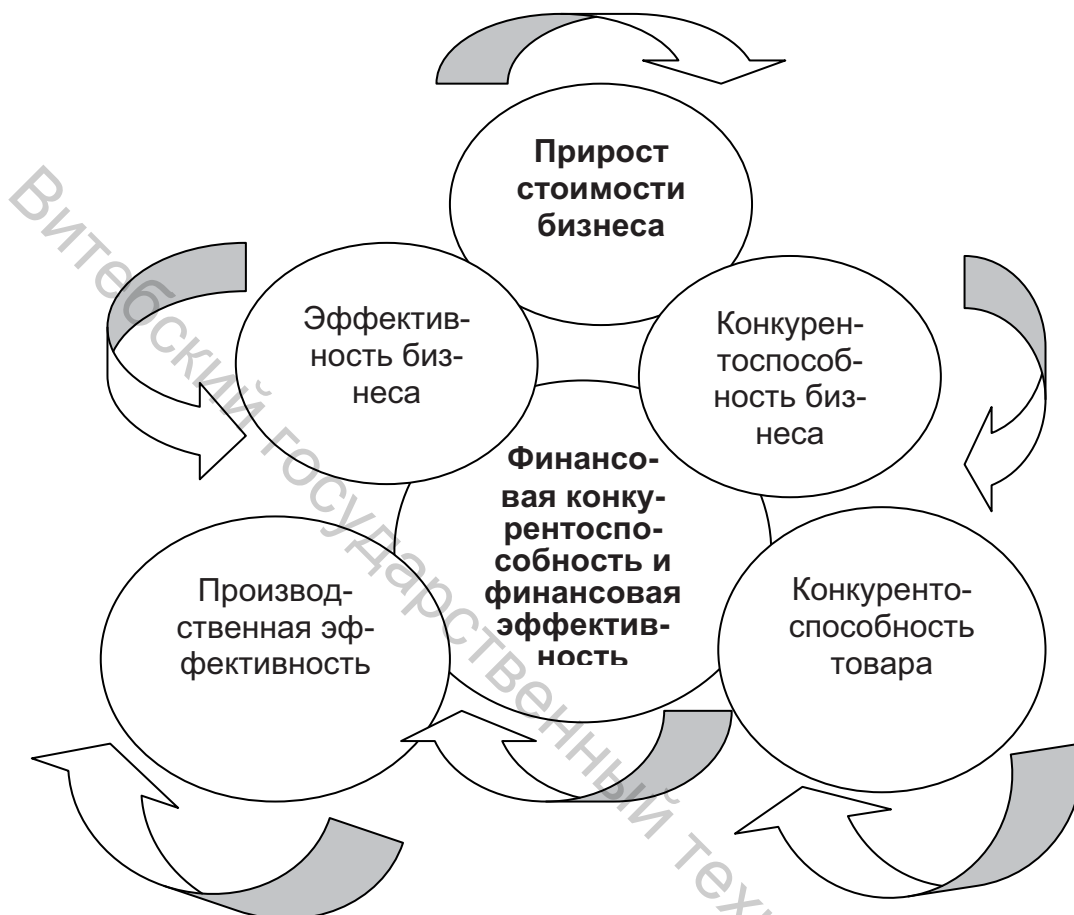 Прирост
стоимости
бизнеса
Эффектив-
ность биз-
неса
Конкурен-
тоспособ-
ность биз-
неса
Финансо-
вая конку-
рентоспо-
собность и
финансовая
эффектив-
ность
Производ-
ственная эф-
фективность
Конкуренто-
способность
товара
Витебский государственный